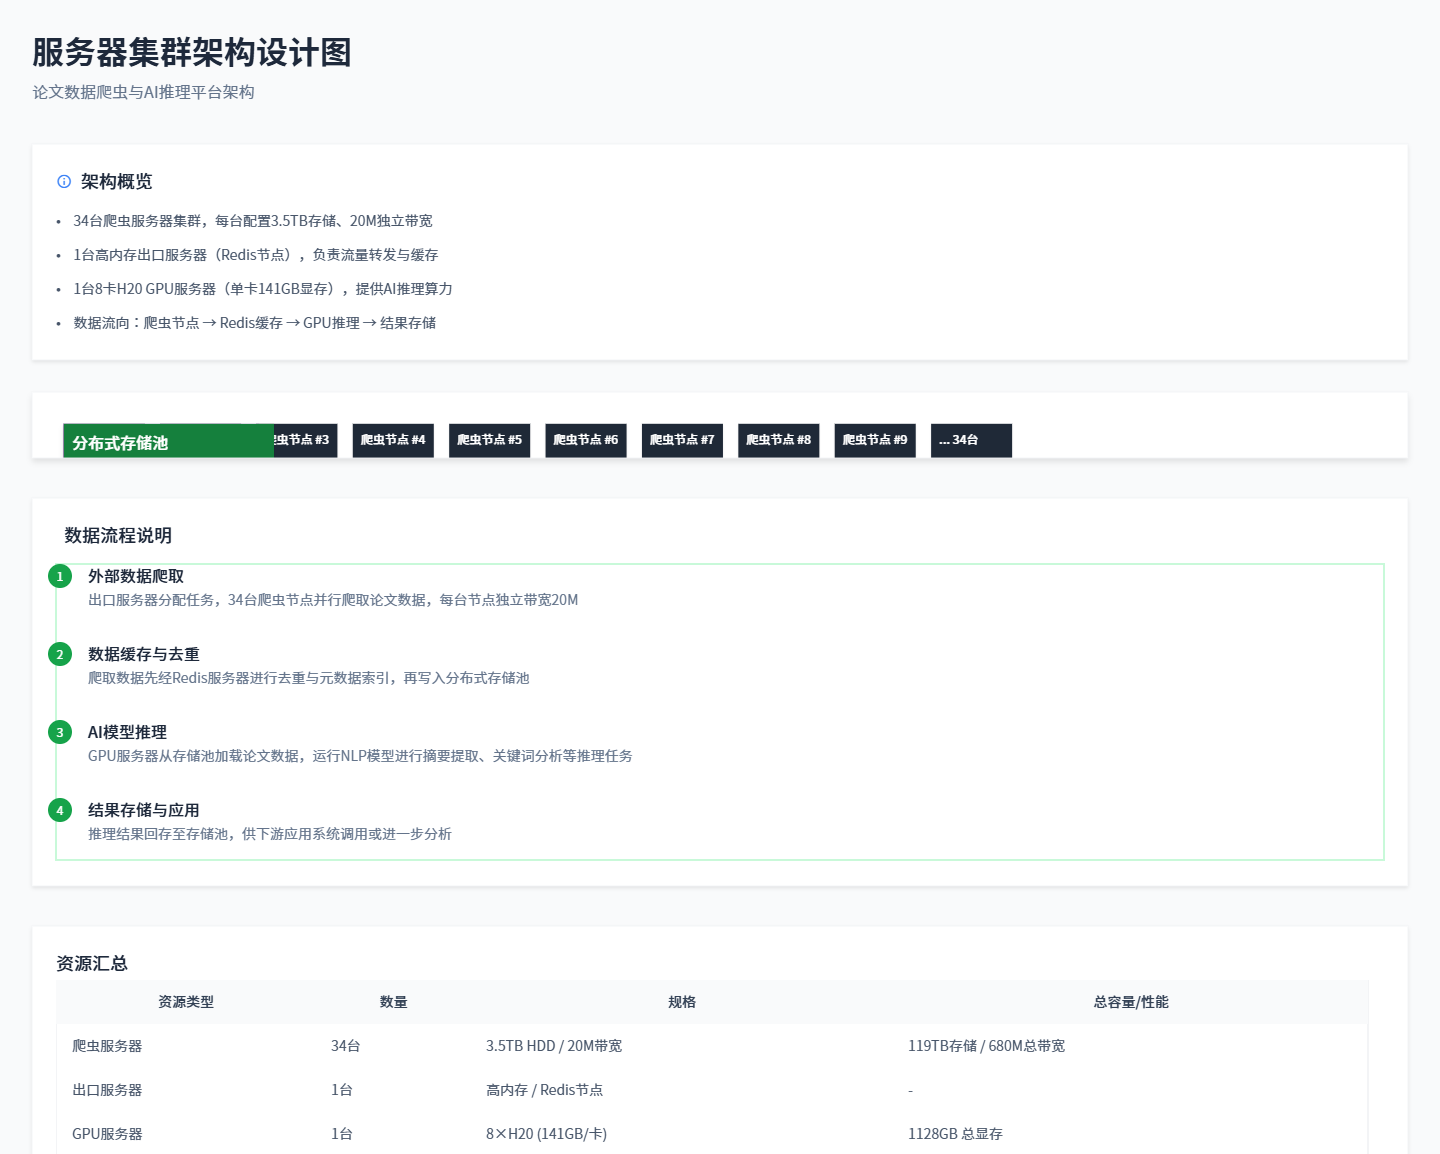 服务器集群架构设计图
论文数据爬虫与AI推理平台架构
架构概览
• 34台爬虫服务器集群，每台配置3.5TB存储、20M独立带宽
• 1台高内存出口服务器（Redis节点），负责流量转发与缓存
• 1台8卡H20 GPU服务器（单卡141GB显存），提供AI推理算力
• 数据流向：爬虫节点 → Redis缓存 → GPU推理 → 结果存储
分布式存储池 虫节点 #3 爬虫节点 #4 爬虫节点 #5 爬虫节点 #6 爬虫节点 #7 爬虫节点 #8 爬虫节点 #9 ... 34台
数据流程说明
1 外部数据爬取
出口服务器分配任务，34台爬虫节点并行爬取论文数据，每台节点独立带宽20M
2 数据缓存与去重
爬取数据先经Redis服务器进行去重与元数据索引，再写入分布式存储池
3 AI模型推理
GPU服务器从存储池加载论文数据，运行NLP模型进行摘要提取、关键词分析等推理任务
4 结果存储与应用
推理结果回存至存储池，供下游应用系统调用或进一步分析
资源汇总
资源类型 数量 规格 总容量/性能
爬虫服务器 34台 3.5TB HDD / 20M带宽 119TB存储 / 680M总带宽
出口服务器 1台 高内存 / Redis节点 -
GPU服务器 1台 8×H20 (141GB/卡) 1128GB 总显存